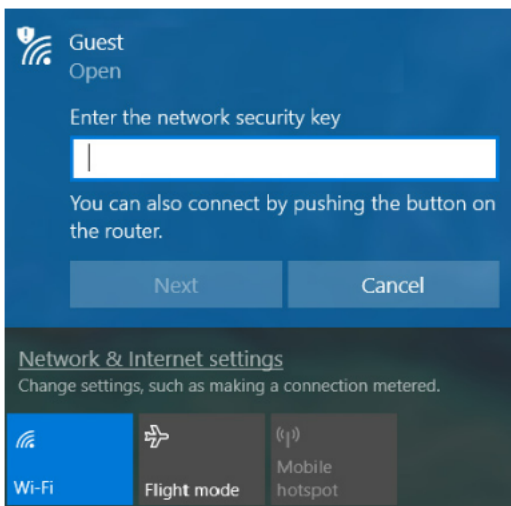 Guest
Open
Enter the network security key
You can also connect by pushing the button on
the router.
Next
Cancel
Network & Internet settings
Change settings, such as making a connection metered.
Wi-Fi
Flight mode
Mobile
hotspot